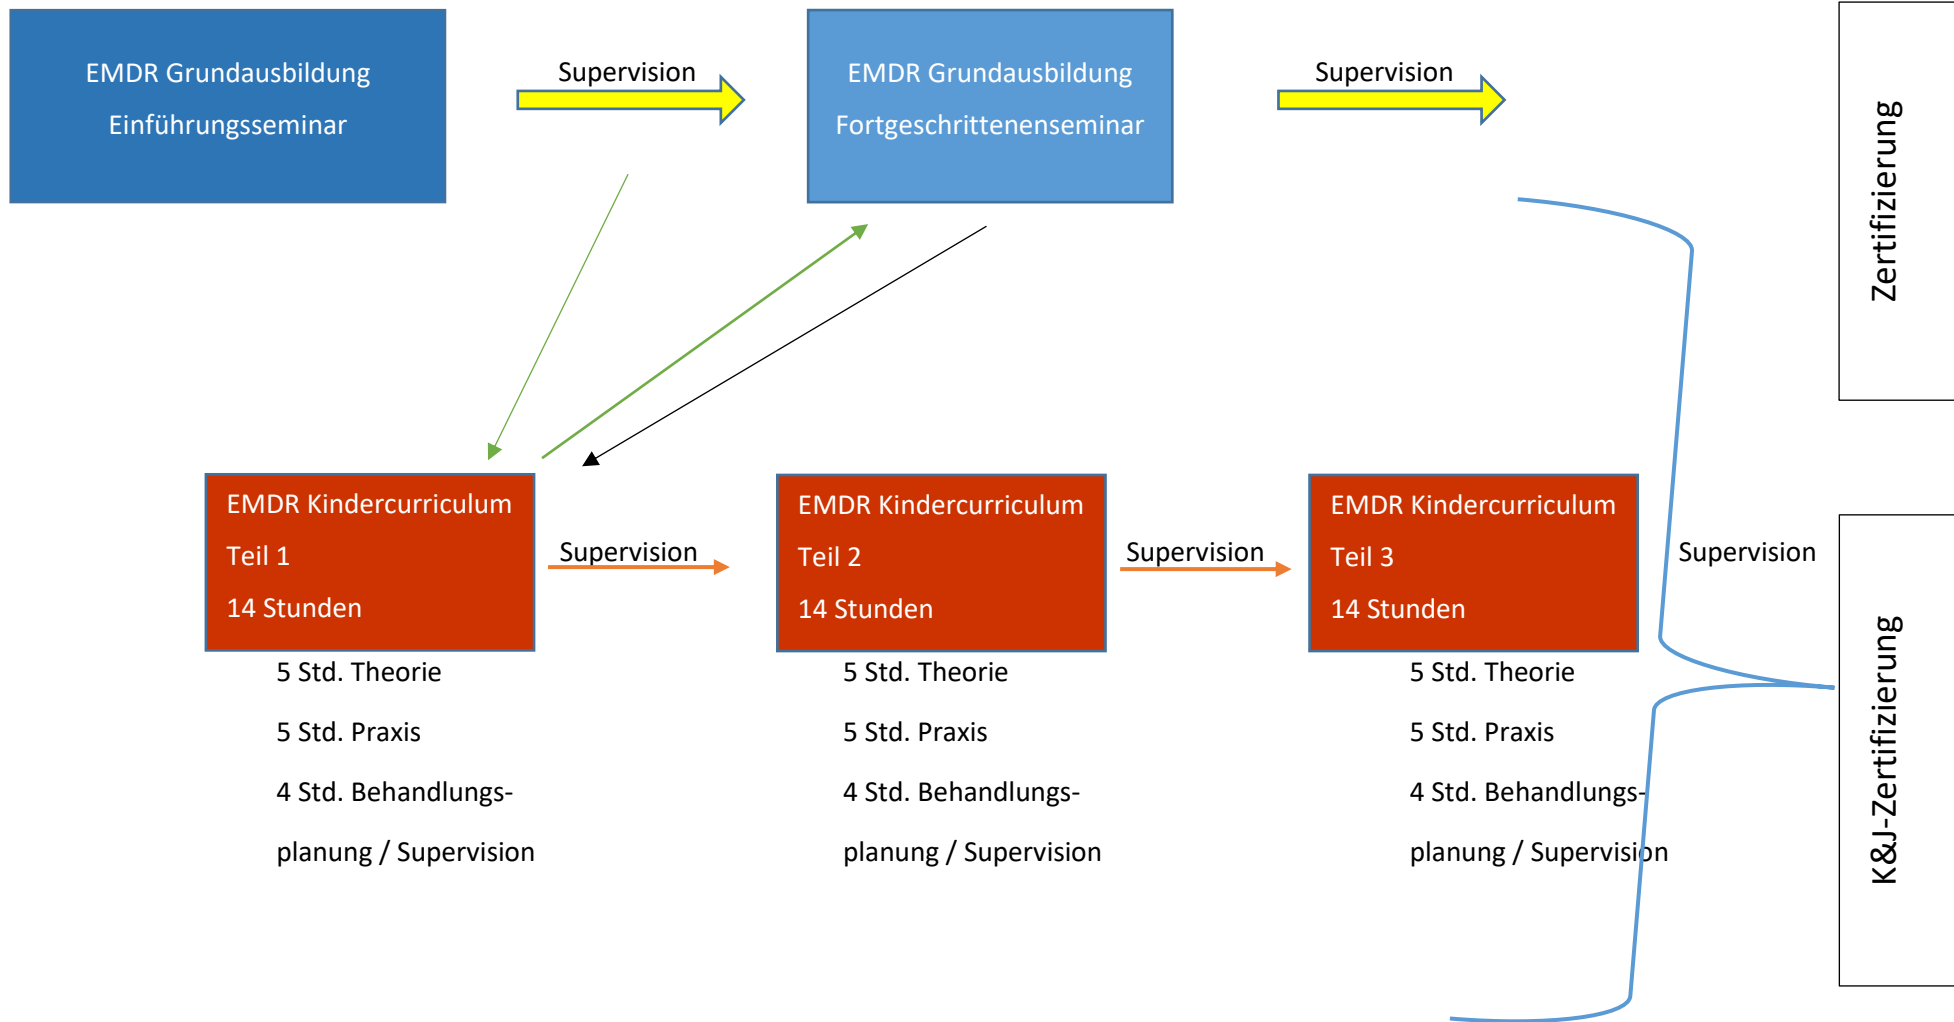 EMDR Grundausbildung
Einführungsseminar
Supervision
EMDR Grundausbildung
Fortgeschrittenenseminar
Supervision
Zertifizierung
EMDR Kindercurriculum
Teil 1
14 Stunden
Supervision
EMDR Kindercurriculum
Teil 2
14 Stunden
Supervision
EMDR Kindercurriculum
Teil 3
14 Stunden
Supervision
K&J-Zertifizierung
5 Std. Theorie
5 Std. Praxis
4 Std. Behandlungs-
planung / Supervision
5 Std. Theorie
5 Std. Praxis
4 Std. Behandlungs-
planung / Supervision
5 Std. Theorie
5 Std. Praxis
4 Std. Behandlungs-
planung / Supervision